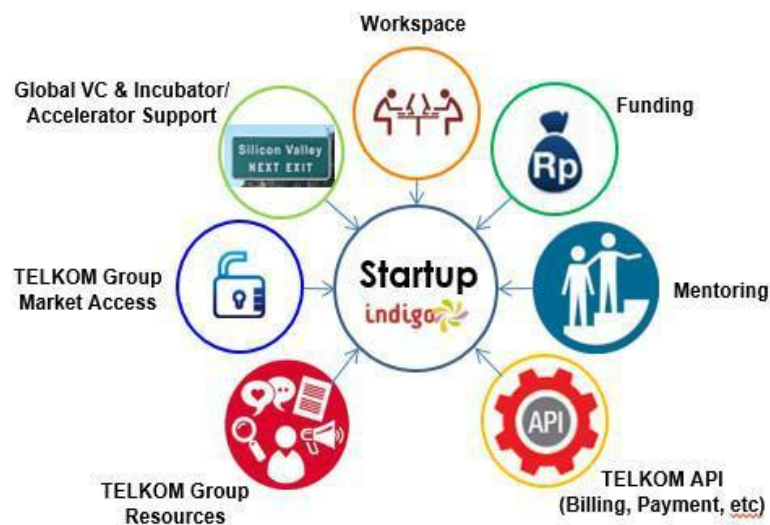 Workspace
Global VC & Incubator/
Accelerator Support
Silicon Valley
NEXT EXIT
Funding
Rp
TELKOM Group
Market Access
Startup
indigo
Mentoring
TELKOM Group
Resources
API
TELKOM API
(Billing, Payment, etc)